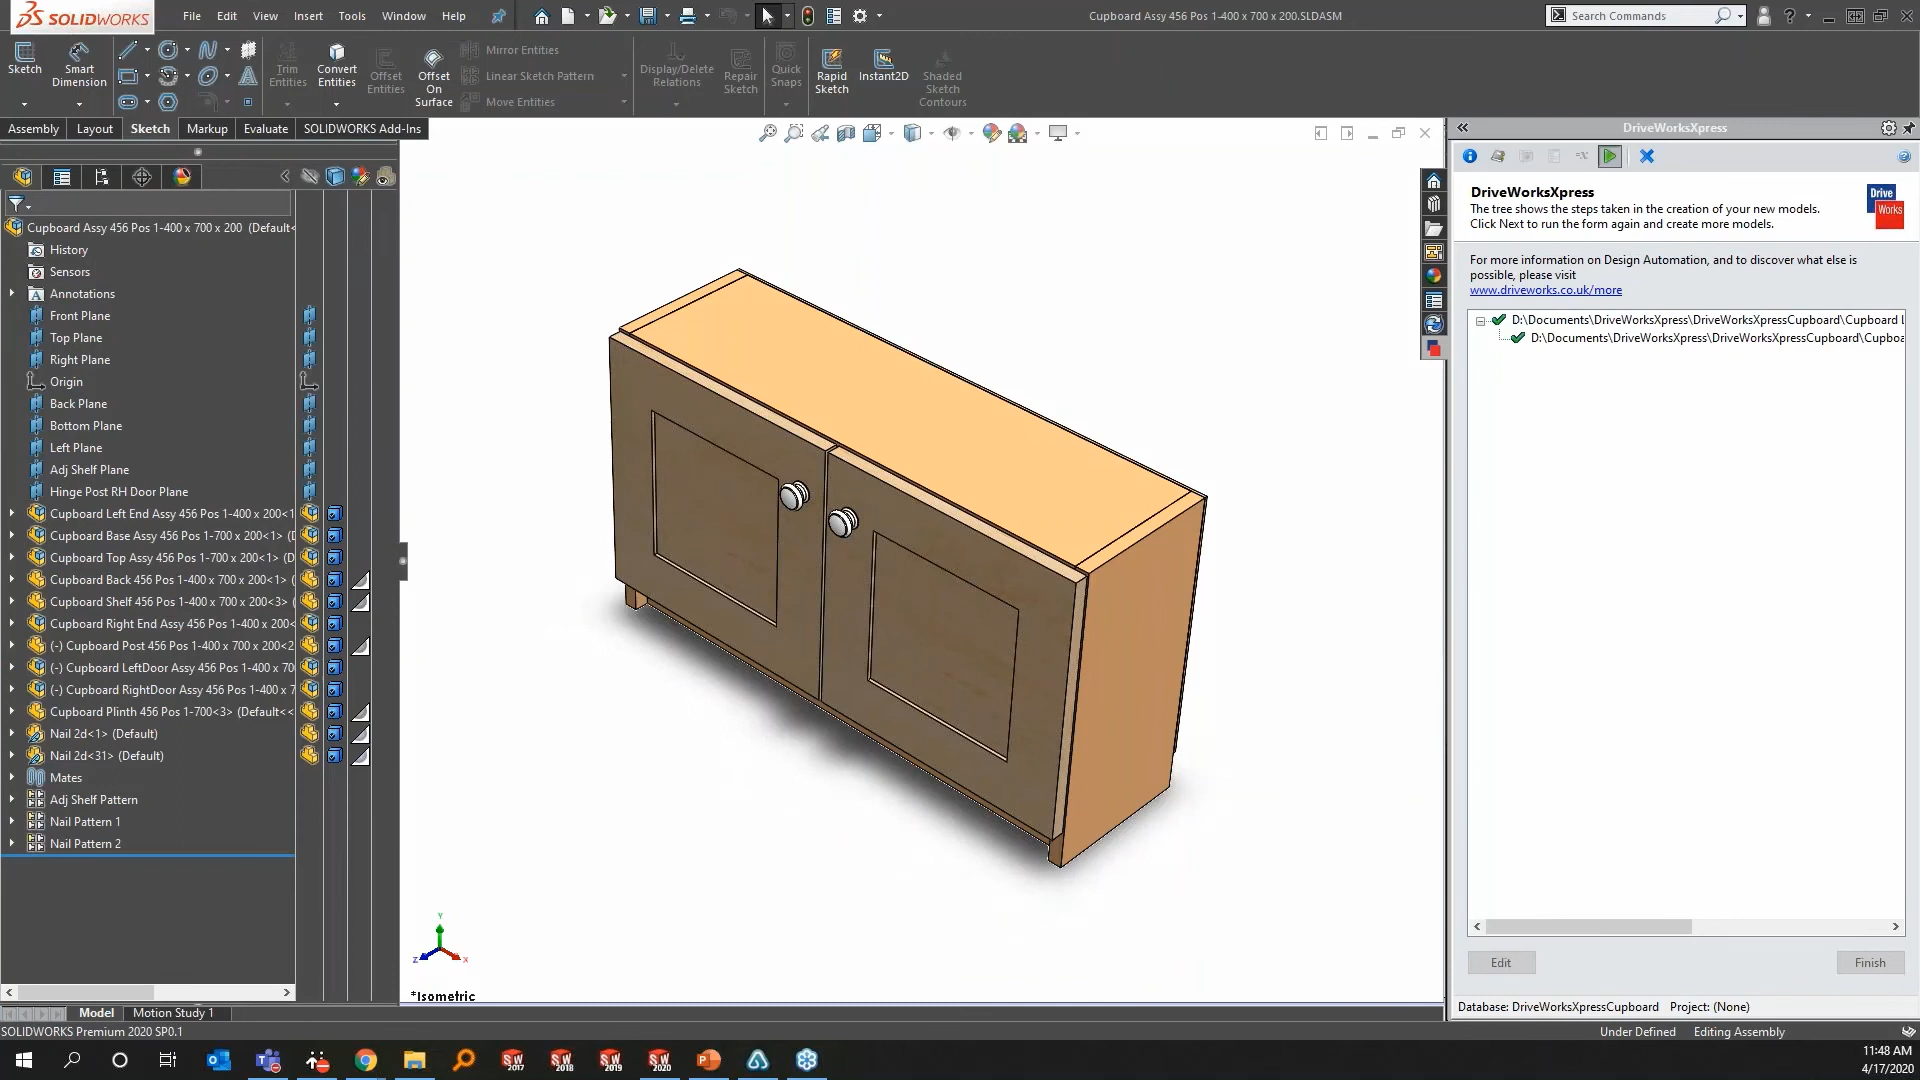 SOLIDWORKS
File Edit View Insert Tools Window Help
Cupboard Assy 456 Pos 1-400 x 700 x 200.SLDASM
Search Commands
Sketch
Smart Dimension
Trim Entities
Convert Entities
Offset Entities
Offset On Surface
Mirror Entities
Linear Sketch Pattern
Move Entities
Display/Delete Relations
Repair Sketch
Quick Snaps
Rapid Sketch
Instant2D
Shaded Sketch Contours
Assembly Layout Sketch Markup Evaluate SOLIDWORKS Add-Ins
Cupboard Assy 456 Pos 1-400 x 700 x 200 (Default<
History
Sensors
Annotations
Front Plane
Top Plane
Right Plane
Origin
Back Plane
Bottom Plane
Left Plane
Adj Shelf Plane
Hinge Post RH Door Plane
Cupboard Left End Assy 456 Pos 1-400 x 200<1
Cupboard Base Assy 456 Pos 1-700 x 200<1> (D
Cupboard Top Assy 456 Pos 1-700 x 200<1> (D
Cupboard Back 456 Pos 1-400 x 700 x 200<1> (
Cupboard Shelf 456 Pos 1-400 x 700 x 200<3> (
Cupboard Right End Assy 456 Pos 1-400 x 200<
(-) Cupboard Post 456 Pos 1-400 x 700 x 200<2
(-) Cupboard LeftDoor Assy 456 Pos 1-400 x 70
(-) Cupboard RightDoor Assy 456 Pos 1-400 x 7
Cupboard Plinth 456 Pos 1-700<3> (Default<<
Nail 2d<1> (Default)
Nail 2d<31> (Default)
Mates
Adj Shelf Pattern
Nail Pattern 1
Nail Pattern 2
Y
Z
X
*Isometric
DriveWorksXpress
DriveWorksXpress
The tree shows the steps taken in the creation of your new models.
Click Next to run the form again and create more models.
Drive
Works
For more information on Design Automation, and to discover what else is
possible, please visit
www.driveworks.co.uk/more
D:\Documents\DriveWorksXpress\DriveWorksXpressCupboard\Cupboard L
D:\Documents\DriveWorksXpress\DriveWorksXpressCupboard\Cupboa
Edit
Finish
Database: DriveWorksXpressCupboard Project: (None)
Model Motion Study 1
SOLIDWORKS Premium 2020 SP0.1
Under Defined Editing Assembly
SW 2017
SW 2018
SW 2019
SW 2020
11:48 AM
4/17/2020